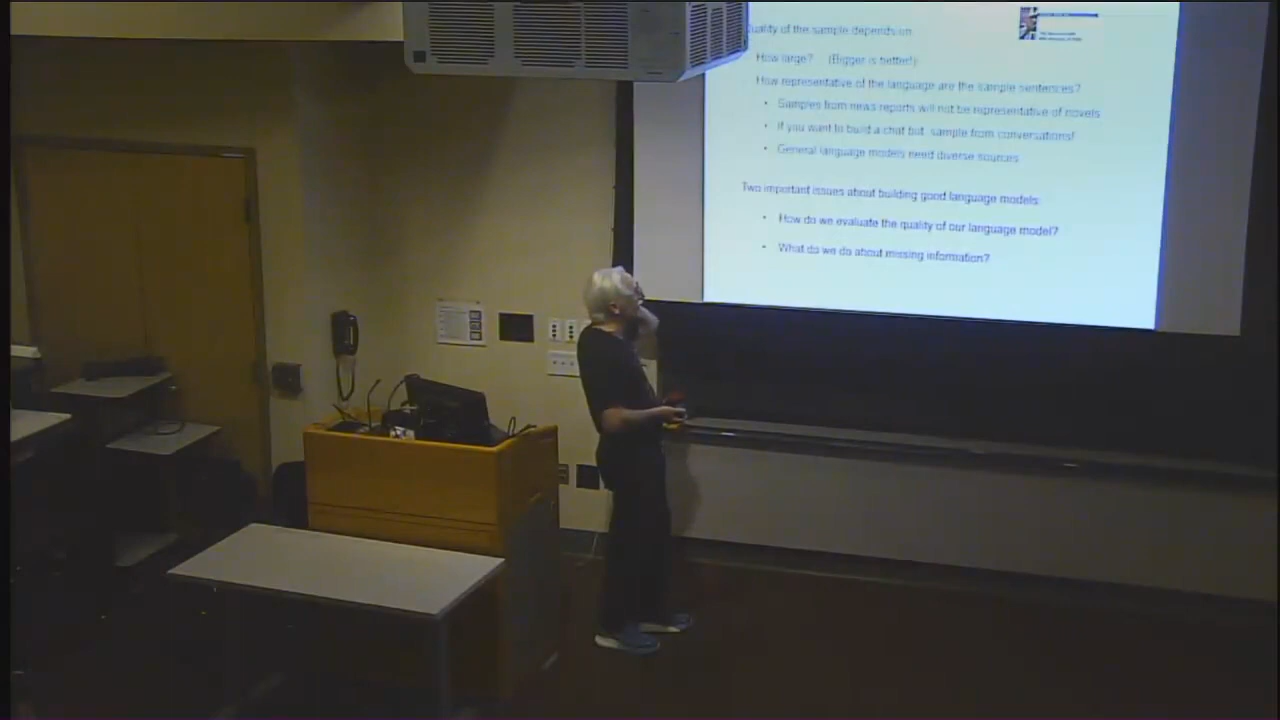 Quality of the sample depends on
How large? (Bigger is better!)
How representative of the language are the sample sentences?
• Samples from news reports will not be representative of novels
• If you want to build a chat bot, sample from conversations!
• General language models need diverse sources
Two important issues about building good language models:
• How do we evaluate the quality of our language model?
• What do we do about missing information?